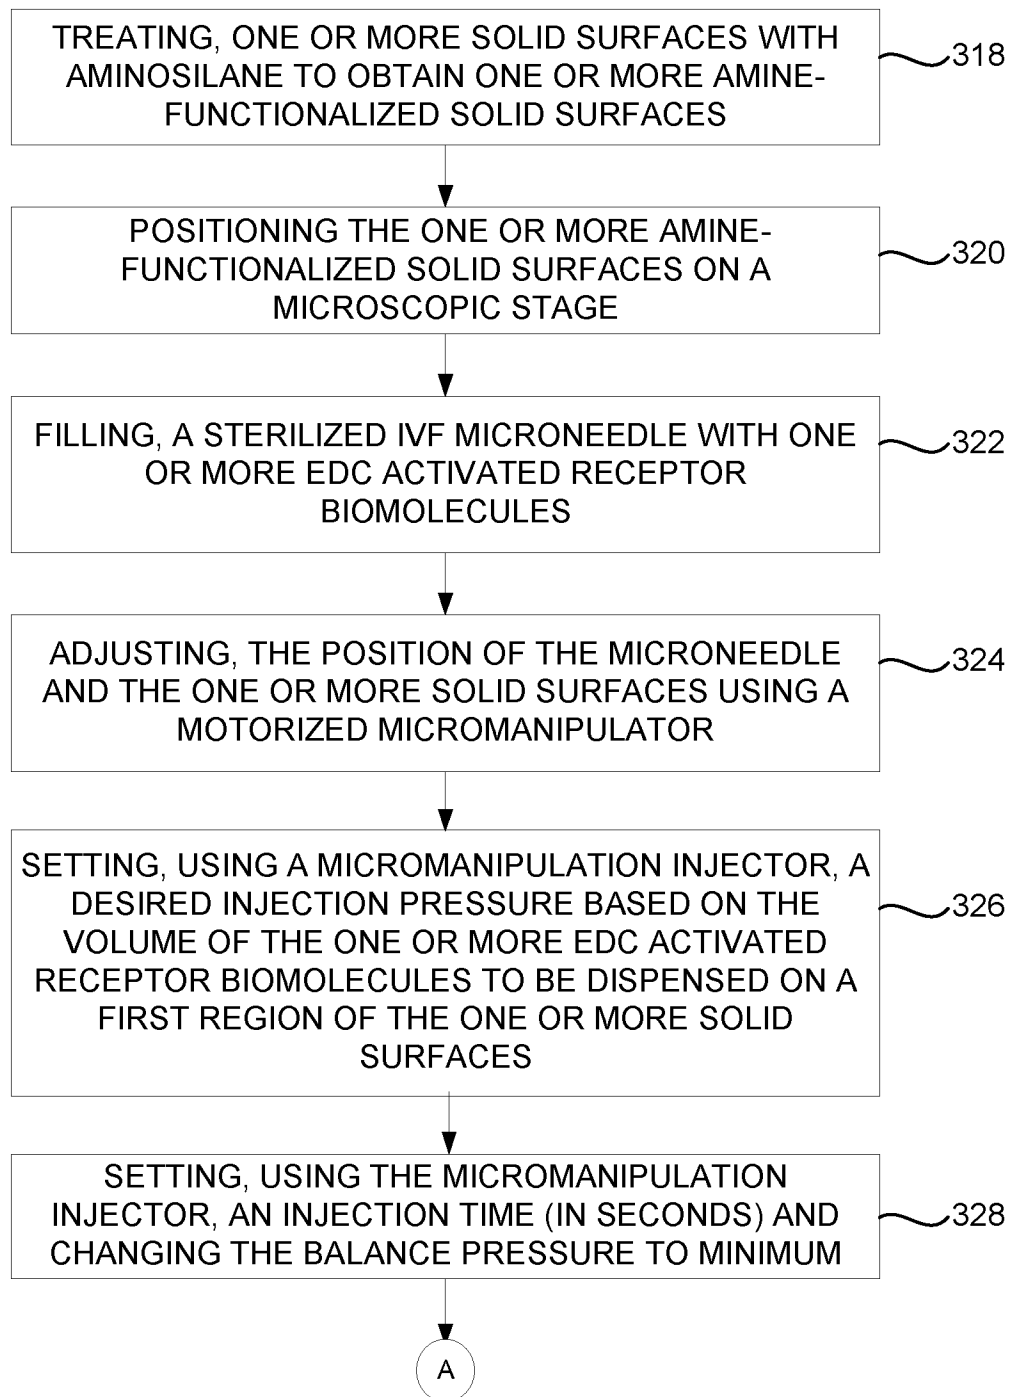 TREATING, ONE OR MORE SOLID SURFACES WITH
AMINOSILANE TO OBTAIN ONE OR MORE AMINE-
FUNCTIONALIZED SOLID SURFACES
318
POSITIONING THE ONE OR MORE AMINE-
FUNCTIONALIZED SOLID SURFACES ON A
MICROSCOPIC STAGE
320
FILLING, A STERILIZED IVF MICRONEEDLE WITH ONE
OR MORE EDC ACTIVATED RECEPTOR
BIOMOLECULES
322
ADJUSTING, THE POSITION OF THE MICRONEEDLE
AND THE ONE OR MORE SOLID SURFACES USING A
MOTORIZED MICROMANIPULATOR
324
SETTING, USING A MICROMANIPULATION INJECTOR, A
DESIRED INJECTION PRESSURE BASED ON THE
VOLUME OF THE ONE OR MORE EDC ACTIVATED
RECEPTOR BIOMOLECULES TO BE DISPENSED ON A
FIRST REGION OF THE ONE OR MORE SOLID
SURFACES
326
SETTING, USING THE MICROMANIPULATION
INJECTOR, AN INJECTION TIME (IN SECONDS) AND
CHANGING THE BALANCE PRESSURE TO MINIMUM
328
A